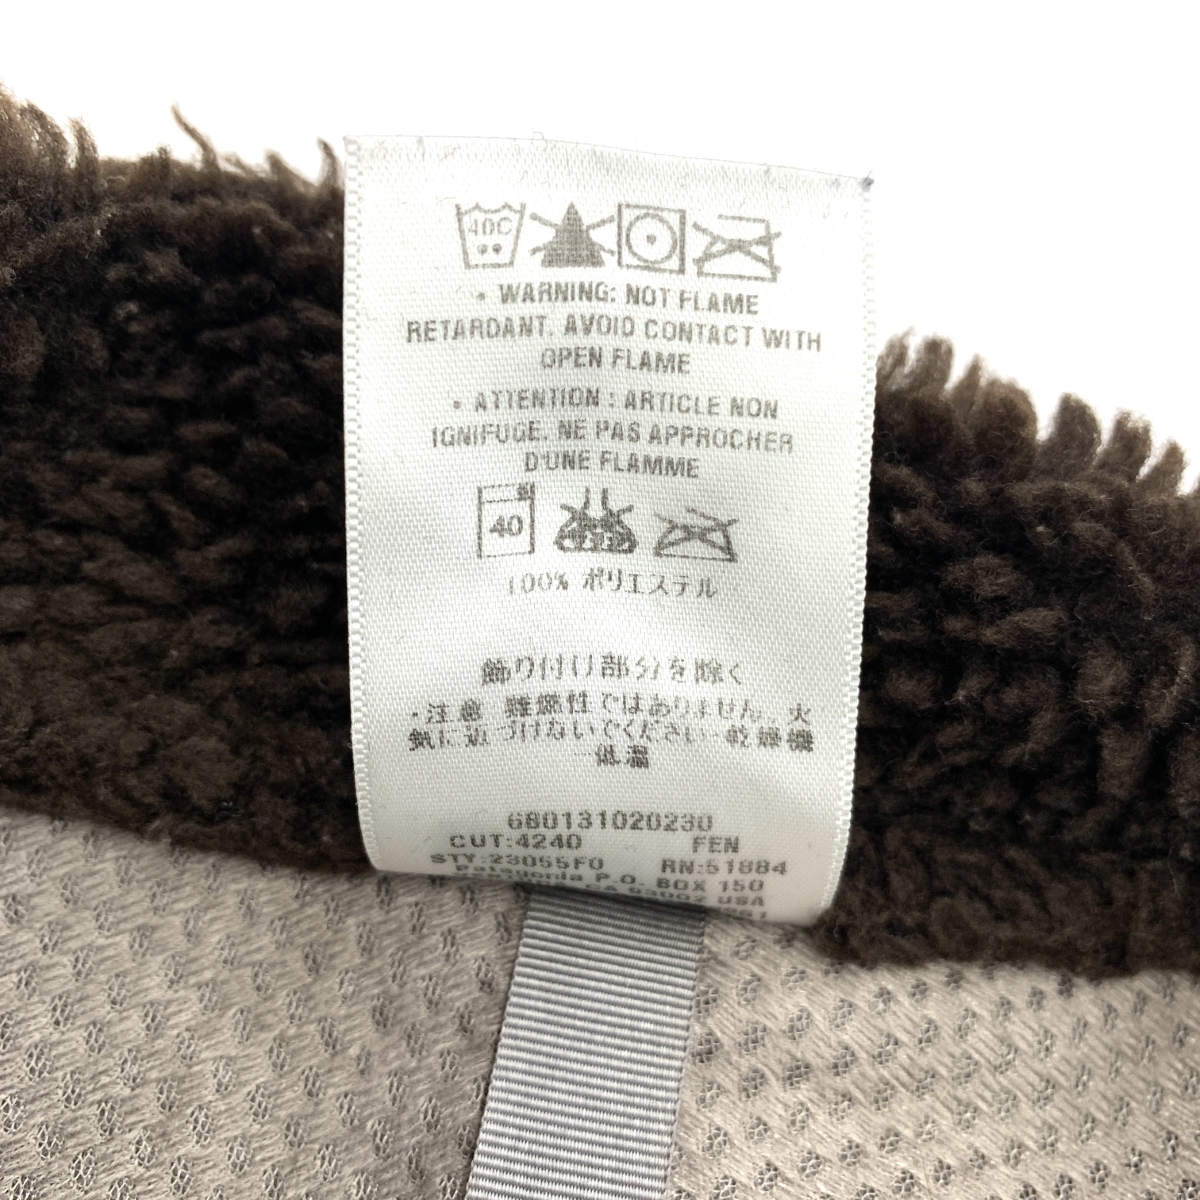 40C
• WARNING: NOT FLAME
RETARDANT. AVOID CONTACT WITH
OPEN FLAME
• ATTENTION : ARTICLE NON
IGNIFUGE. NE PAS APPROCHER
D'UNE FLAMME
40
100% ポリエステル
飾り付け部分を除く
・注意 難燃性ではありません。火
気に近づけないでください-乾燥機
-低温
680131020230
CUT:4240 FEN
STY:23055F0 RN:51884
Patagonia P.O. BOX 150
CA 93002 USA